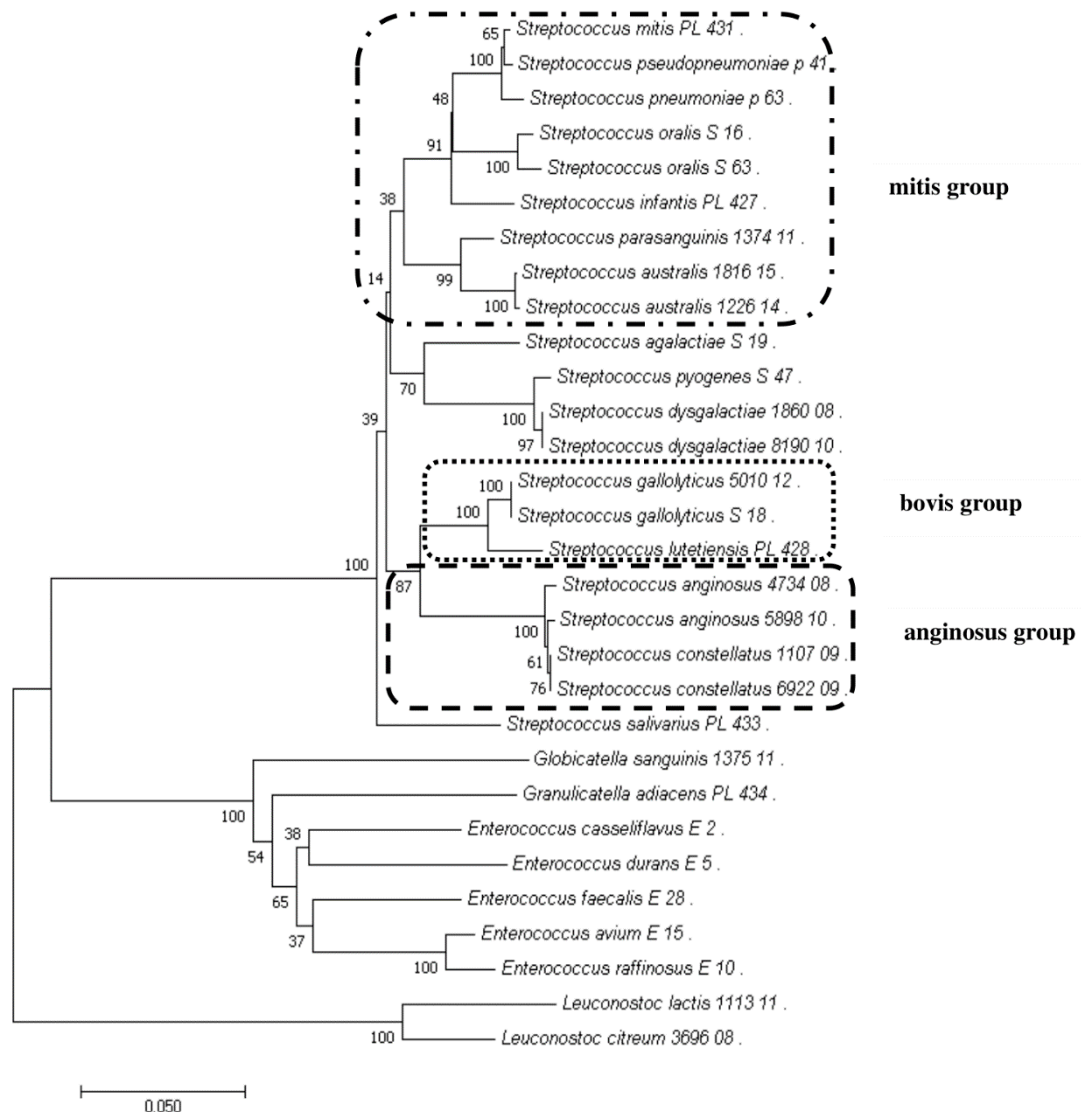 65
Streptococcus mitis PL 431 .
100
Streptococcus pseudopneumoniae p 41 .
Streptococcus pneumoniae p 63 .
48
Streptococcus oralis S 16 .
91
100
Streptococcus oralis S 63 .
mitis group
38
Streptococcus infantis PL 427 .
Streptococcus parasanguinis 1374 11 .
99
Streptococcus australis 1816 15 .
14
100
Streptococcus australis 1226 14 .
Streptococcus agalactiae S 19 .
70
Streptococcus pyogenes S 47 .
39
100
Streptococcus dysgalactiae 1860 08 .
97
Streptococcus dysgalactiae 8190 10 .
100
Streptococcus gallolyticus 5010 12 .
bovis group
100
Streptococcus gallolyticus S 18 .
Streptococcus lutetiensis PL 428 .
100
87
Streptococcus anginosus 4734 08 .
100
Streptococcus anginosus 5898 10 .
anginosus group
61
Streptococcus constellatus 1107 09 .
76
Streptococcus constellatus 6922 09 .
Streptococcus salivarius PL 433 .
Globicatella sanguinis 1375 11 .
100
Granulicatella adiacens PL 434 .
38
Enterococcus casseliflavus E 2 .
54
Enterococcus durans E 5 .
65
Enterococcus faecalis E 28 .
37
Enterococcus avium E 15 .
100
Enterococcus raffinosus E 10 .
Leuconostoc lactis 1113 11 .
100
Leuconostoc citreum 3696 08 .
0.050